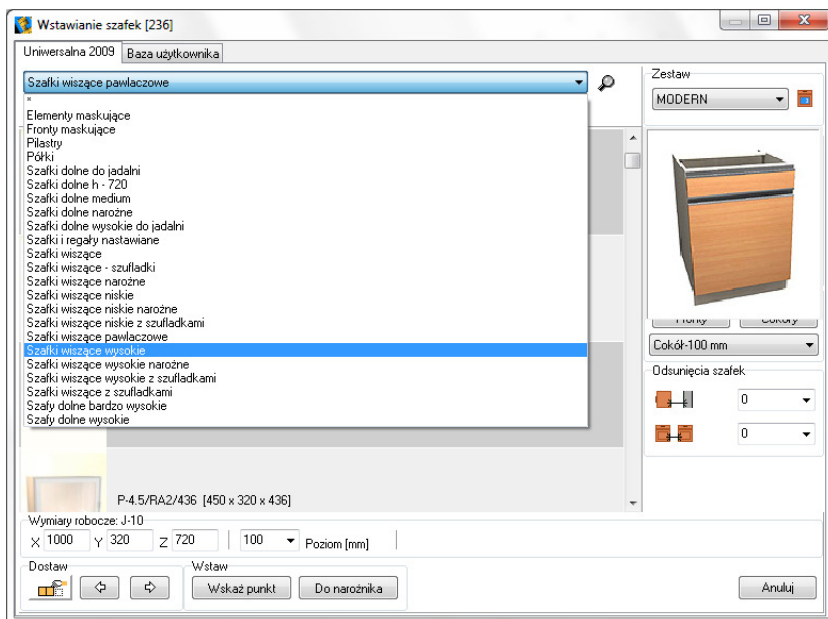 Wstawianie szafek [236]
Uniwersalna 2009 Baza użytkownika
Szafki wiszące pawlaczowe
*
Elementy maskujące
Fronty maskujące
Pilastry
Półki
Szafki dolne do jadalni
Szafki dolne h - 720
Szafki dolne medium
Szafki dolne narożne
Szafki dolne wysokie do jadalni
Szafki i regały nastawiane
Szafki wiszące
Szafki wiszące - szufladki
Szafki wiszące narożne
Szafki wiszące niskie
Szafki wiszące niskie narożne
Szafki wiszące niskie z szufladkami
Szafki wiszące pawlaczowe
Szafki wiszące wysokie
Szafki wiszące wysokie narożne
Szafki wiszące wysokie z szufladkami
Szafki wiszące z szufladkami
Szafy dolne bardzo wysokie
Szafy dolne wysokie
P-4.5/RA2/436 [450 x 320 x 436]
Zestaw
MODERN
Fronty Cokoły
Cokół-100 mm
Odsunięcia szafek
0
0
Wymiary robocze: J-10
X 1000 Y 320 Z 720 100 Poziom [mm]
Dostaw Wstaw
Wskaż punkt Do narożnika Anuluj